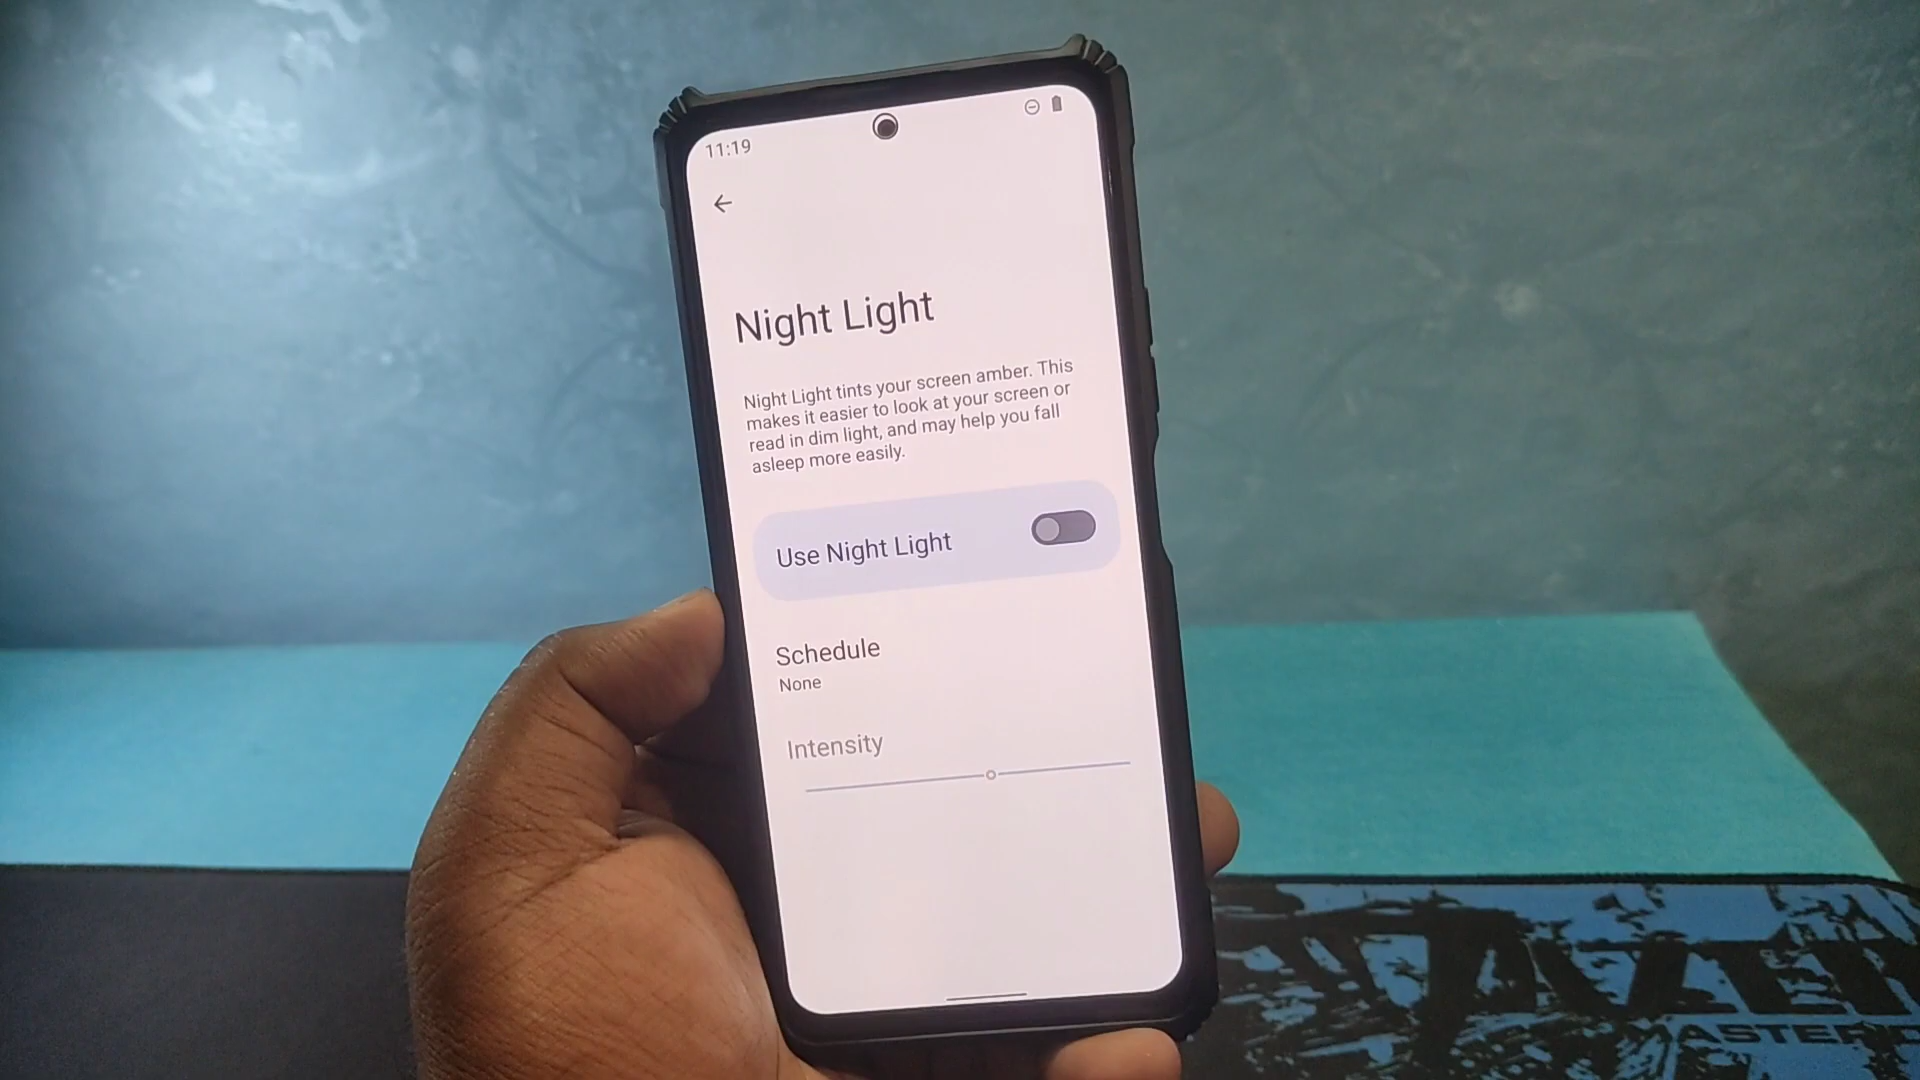 11:19
Night Light
Night Light tints your screen amber. This
makes it easier to look at your screen or
read in dim light, and may help you fall
asleep more easily.
Use Night Light
Schedule
None
Intensity